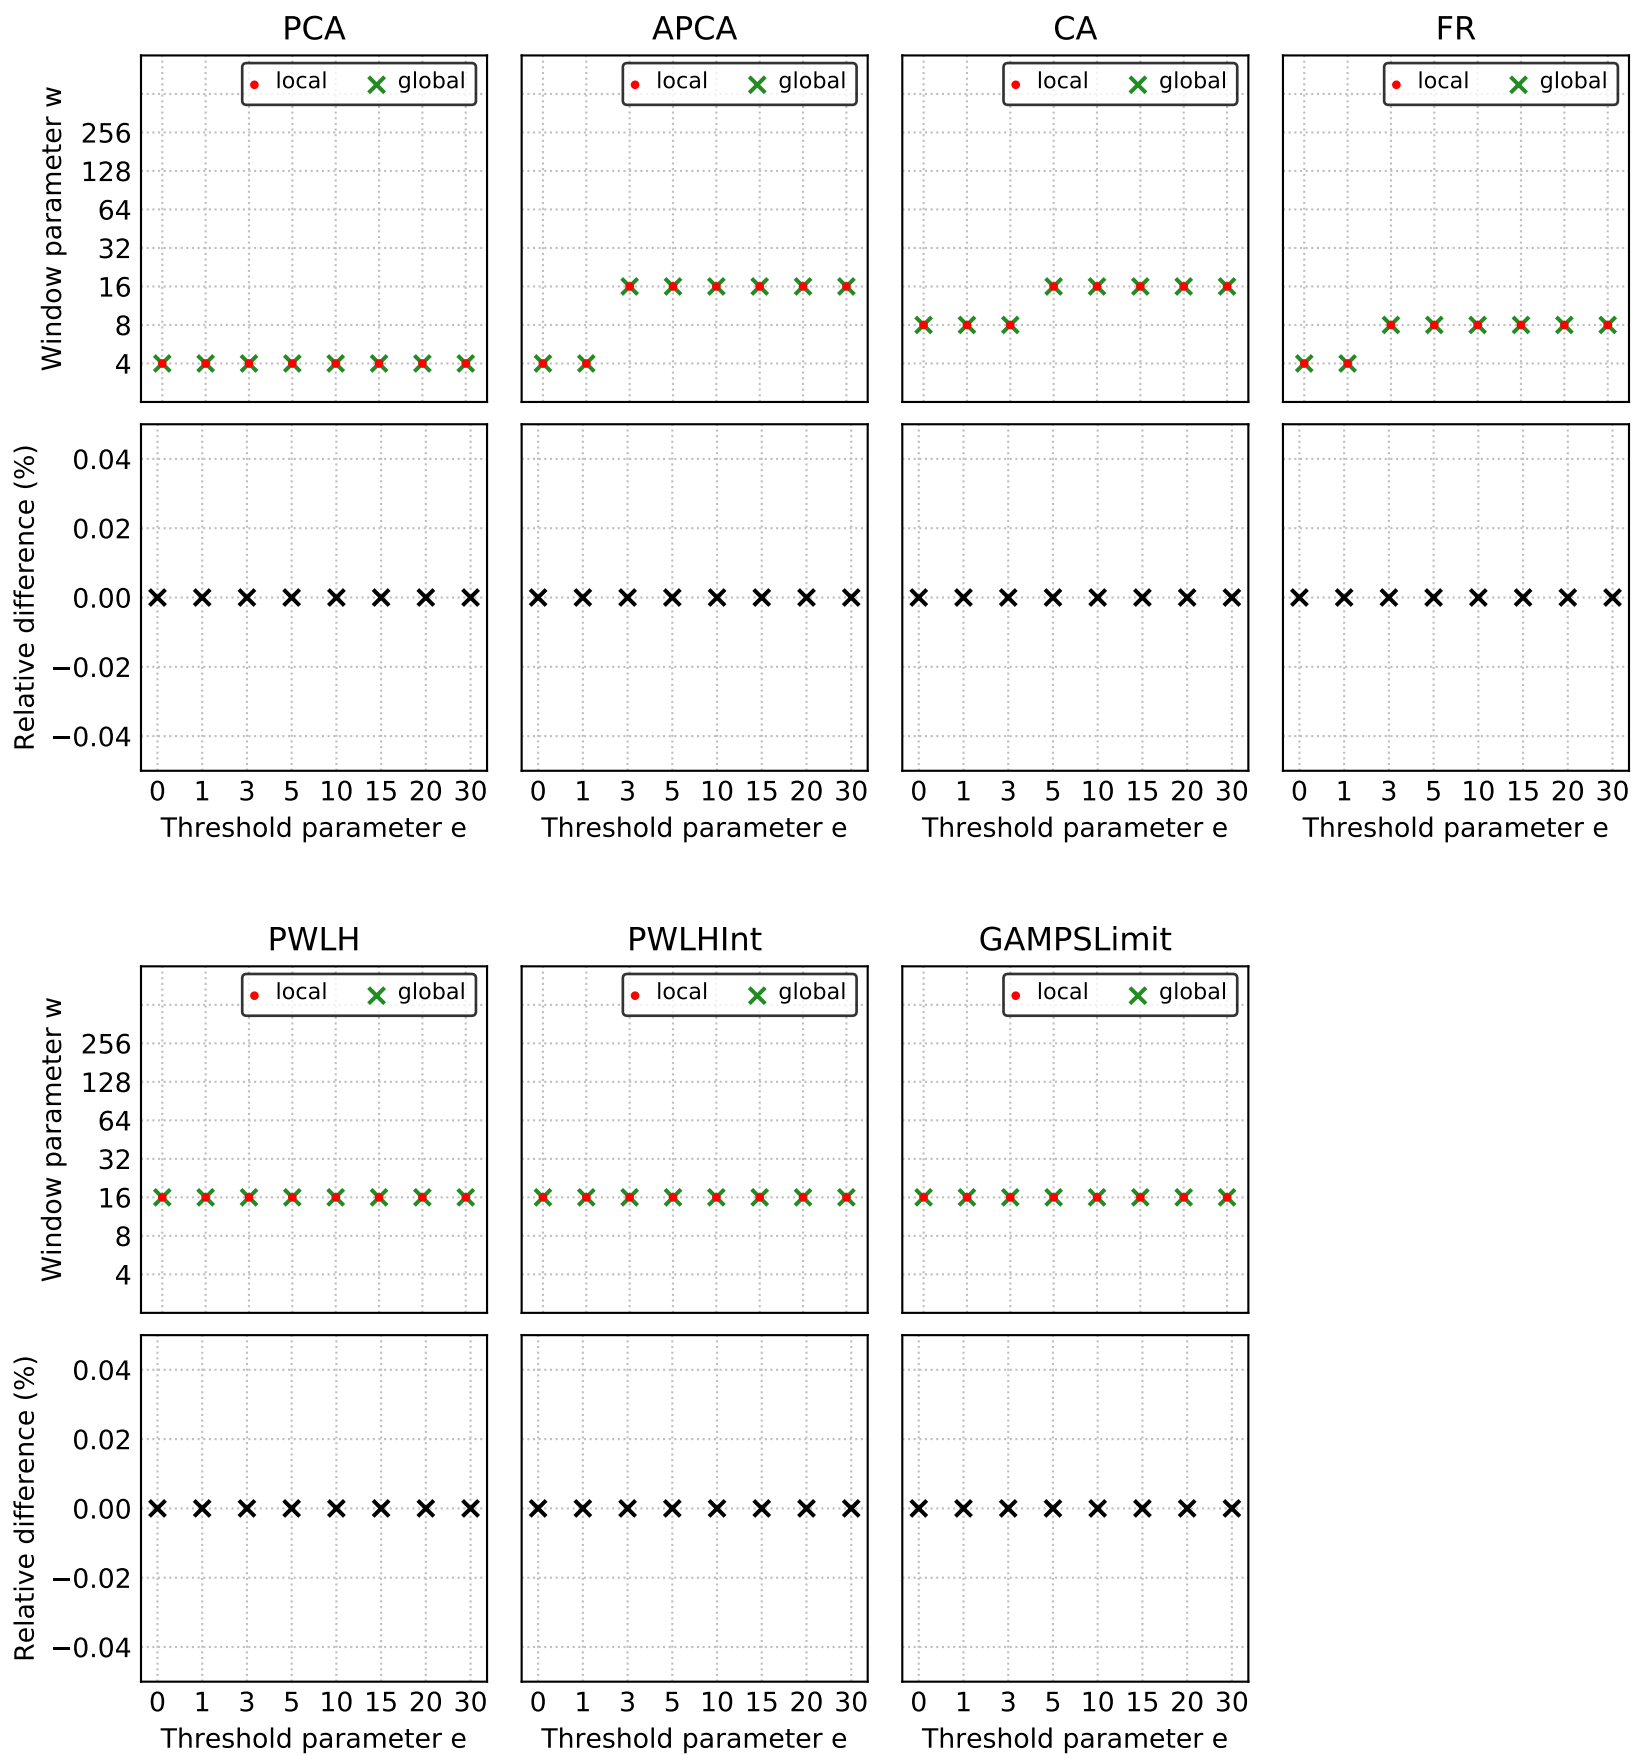 PCA
APCA
CA
FR
local global
local global
local global
local global
Window parameter w
256
128
64
32
16
8
4
Relative difference (%)
0.04
0.02
0.00
−0.02
−0.04
0 1 3 5 10 15 20 30
0 1 3 5 10 15 20 30
0 1 3 5 10 15 20 30
0 1 3 5 10 15 20 30
Threshold parameter e
Threshold parameter e
Threshold parameter e
Threshold parameter e
PWLH
PWLHInt
GAMPSLimit
local global
local global
local global
Window parameter w
256
128
64
32
16
8
4
Relative difference (%)
0.04
0.02
0.00
−0.02
−0.04
0 1 3 5 10 15 20 30
0 1 3 5 10 15 20 30
0 1 3 5 10 15 20 30
Threshold parameter e
Threshold parameter e
Threshold parameter e